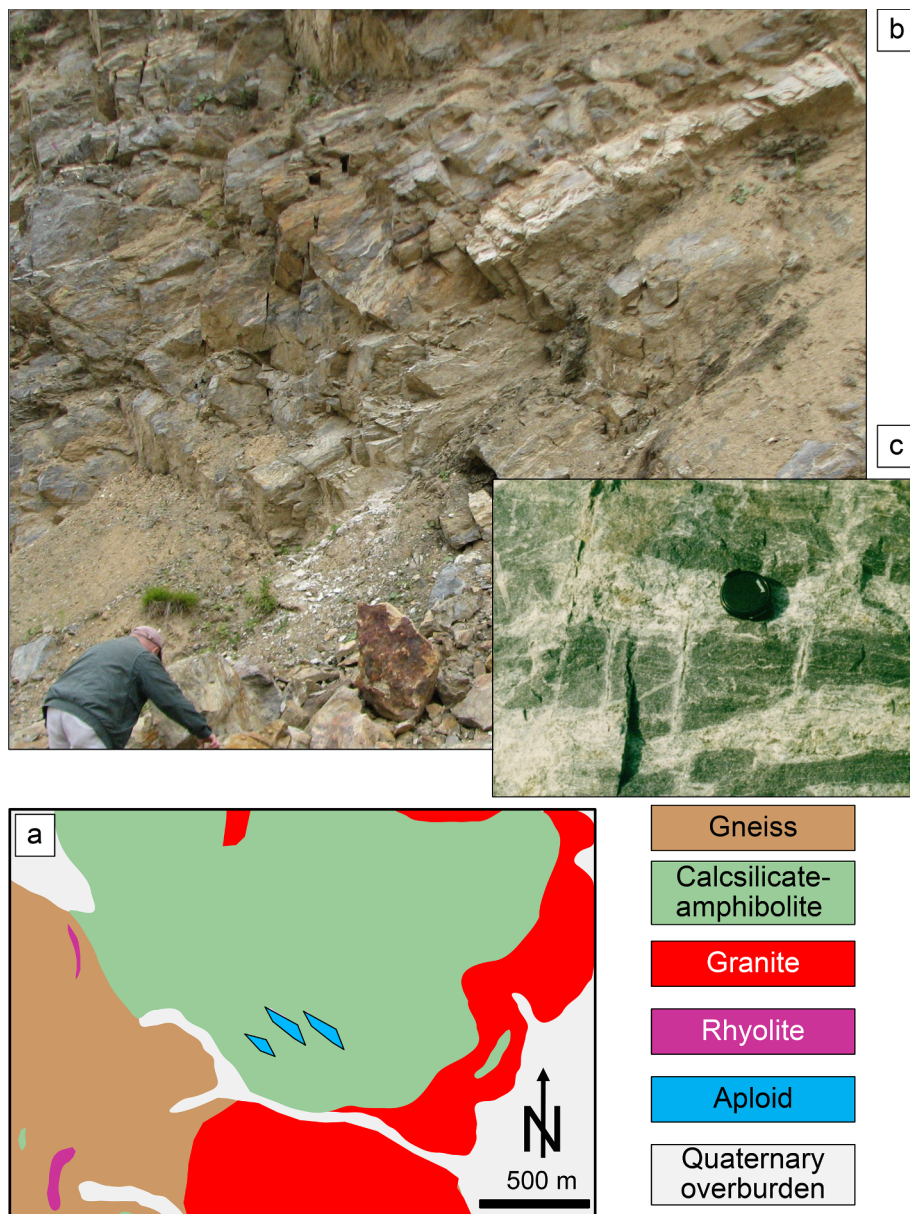 b
c
a
N
500 m
Gneiss
Calcsilicate-
amphibolite
Granite
Rhyolite
Aploid
Quaternary
overburden